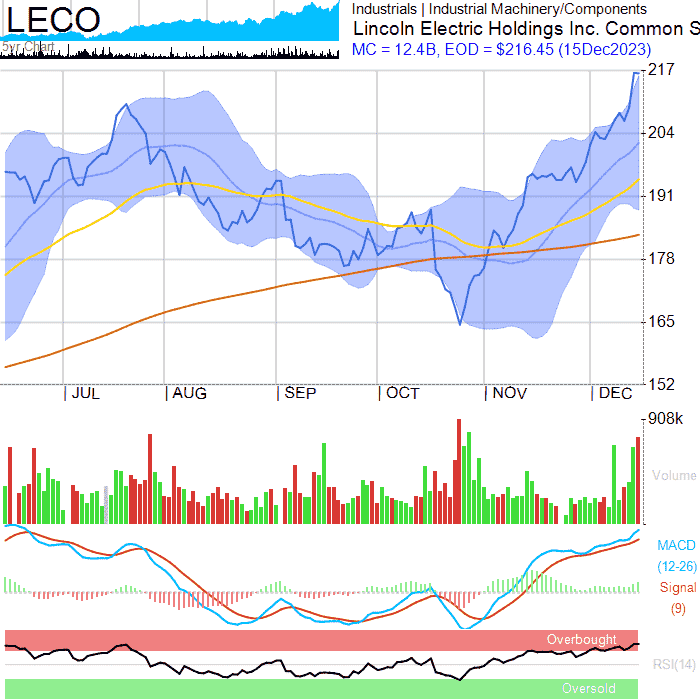 LECO
5yr Chart
Industrials | Industrial Machinery/Components
Lincoln Electric Holdings Inc. Common S
MC = 12.4B, EOD = $216.45 (15Dec2023)
217
204
191
178
165
152
JUL AUG SEP OCT NOV DEC
908k
Volume
MACD
(12-26)
Signal
(9)
Overbought
RSI(14)
Oversold